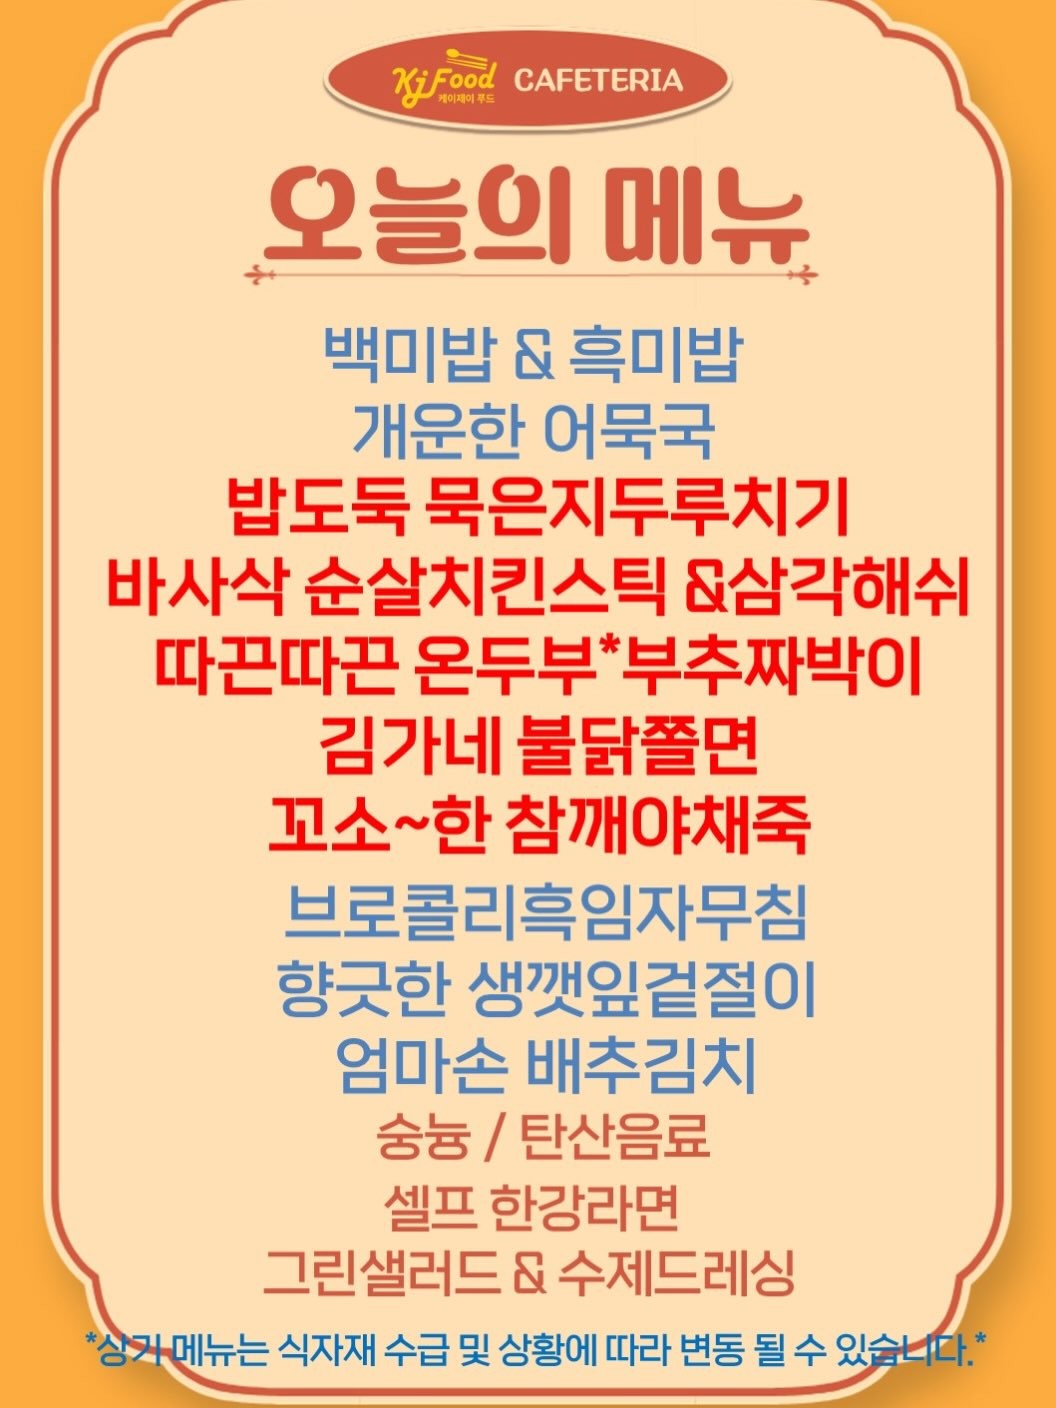 KjFood CAFETERIA
케이제이 푸드
오늘의 메뉴
백미밥 & 흑미밥
개운한 어묵국
밥도둑 묵은지두루치기
바사삭 순살치킨스틱 &삼각해쉬
따끈따끈 온두부*부추짜박이
김가네 불닭쫄면
꼬소~한 참깨야채죽
브로콜리흑임자무침
향긋한 생깻잎겉절이
엄마손 배추김치
숭늉 / 탄산음료
셀프 한강라면
그린샐러드 & 수제드레싱
*상기 메뉴는 식자재 수급 및 상황에 따라 변동 될 수 있습니다.*